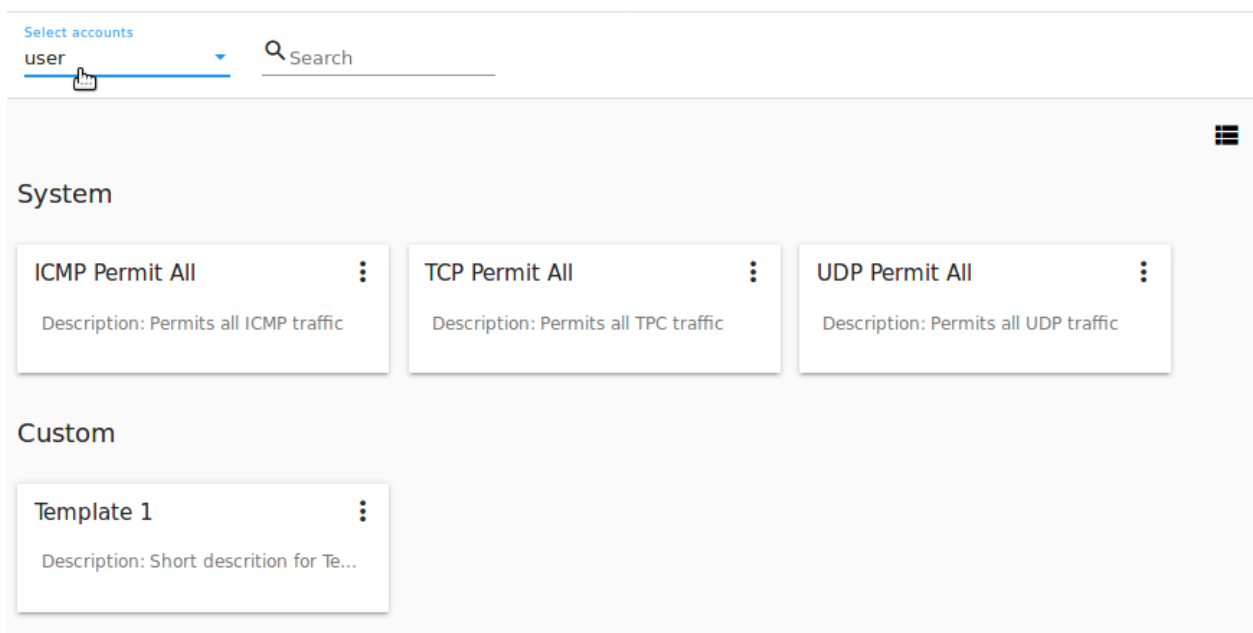 Select accounts
user
Search
System
ICMP Permit All
TCP Permit All
UDP Permit All
Description: Permits all ICMP traffic
Description: Permits all TPC traffic
Description: Permits all UDP traffic
Custom
Template 1
Description: Short descrition for Te...